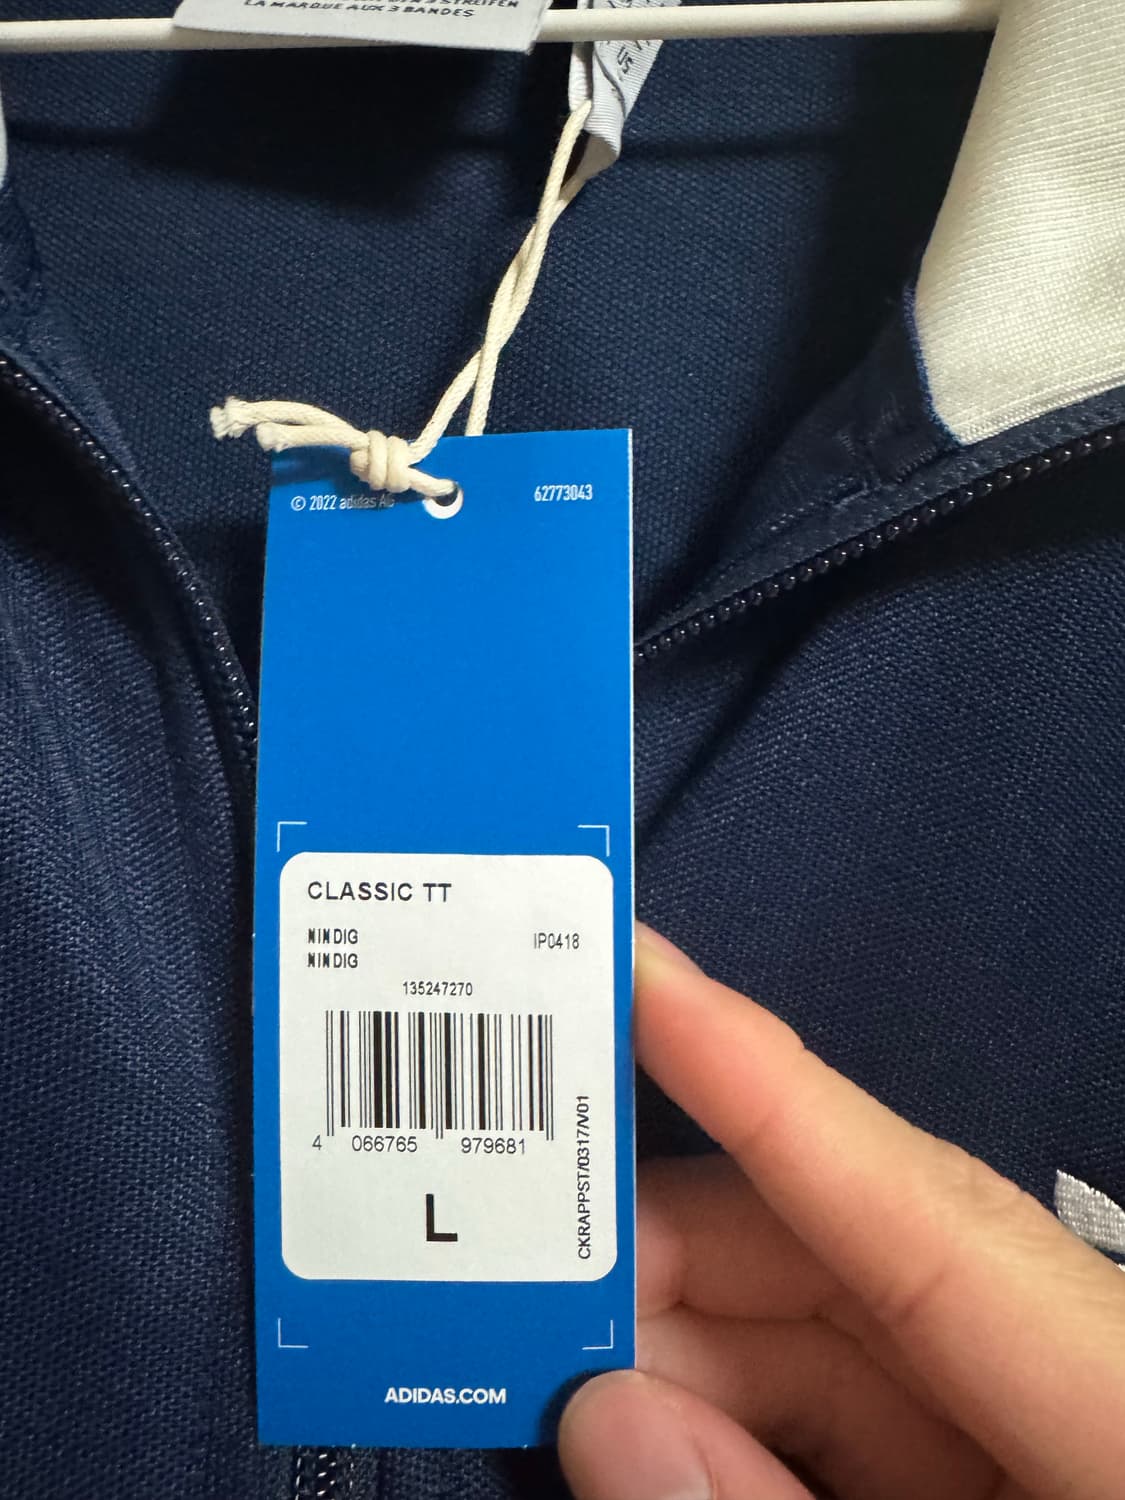 LA MARQUE AUX 3 BANDES
© 2022 adidas AG
62773043
CLASSIC TT
NINDIG
IP0418
NINDIG
135247270
4 066765 979681
CKRAPPST/0317/V01
L
ADIDAS.COM